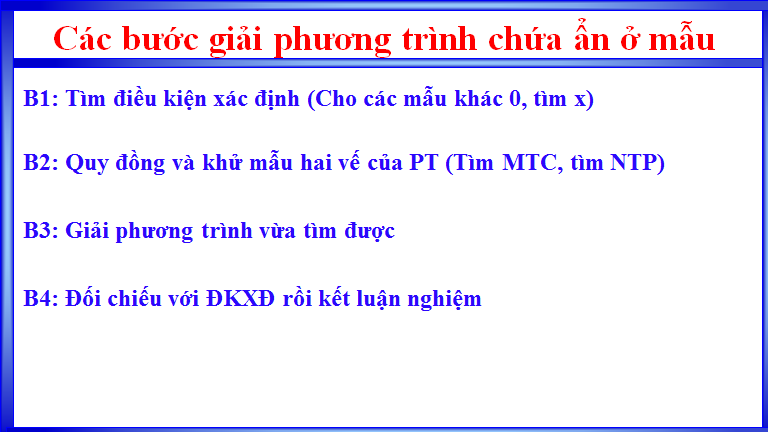 Các bước giải phương trình chứa ẩn ở mẫu
B1: Tìm điều kiện xác định (Cho các mẫu khác 0, tìm x)
B2: Quy đồng và khử mẫu hai vế của PT (Tìm MTC, tìm NTP)
B3: Giải phương trình vừa tìm được
B4: Đối chiếu với ĐKXĐ rồi kết luận nghiệm